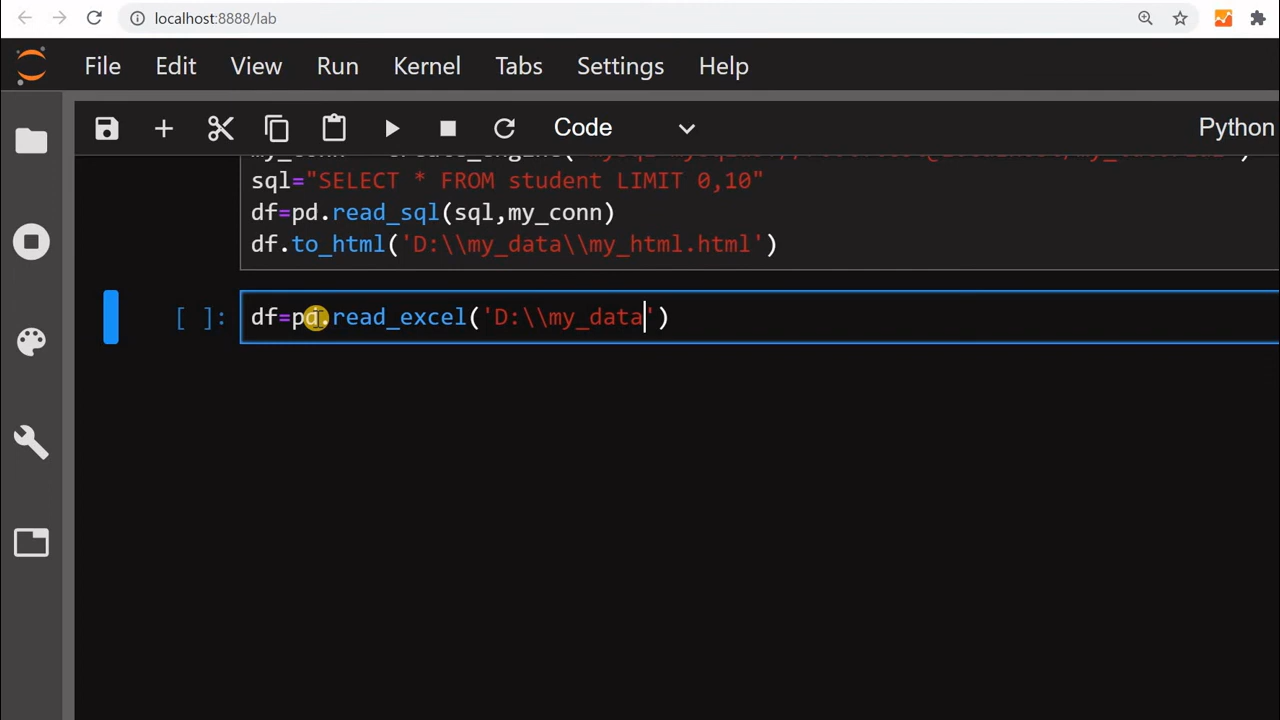 localhost:8888/lab
File Edit View Run Kernel Tabs Settings Help
Code Python
sql="SELECT * FROM student LIMIT 0,10"
df=pd.read_sql(sql,my_conn)
df.to_html('D:\\my_data\\my_html.html')
[ ]: df=pd.read_excel('D:\\my_data')